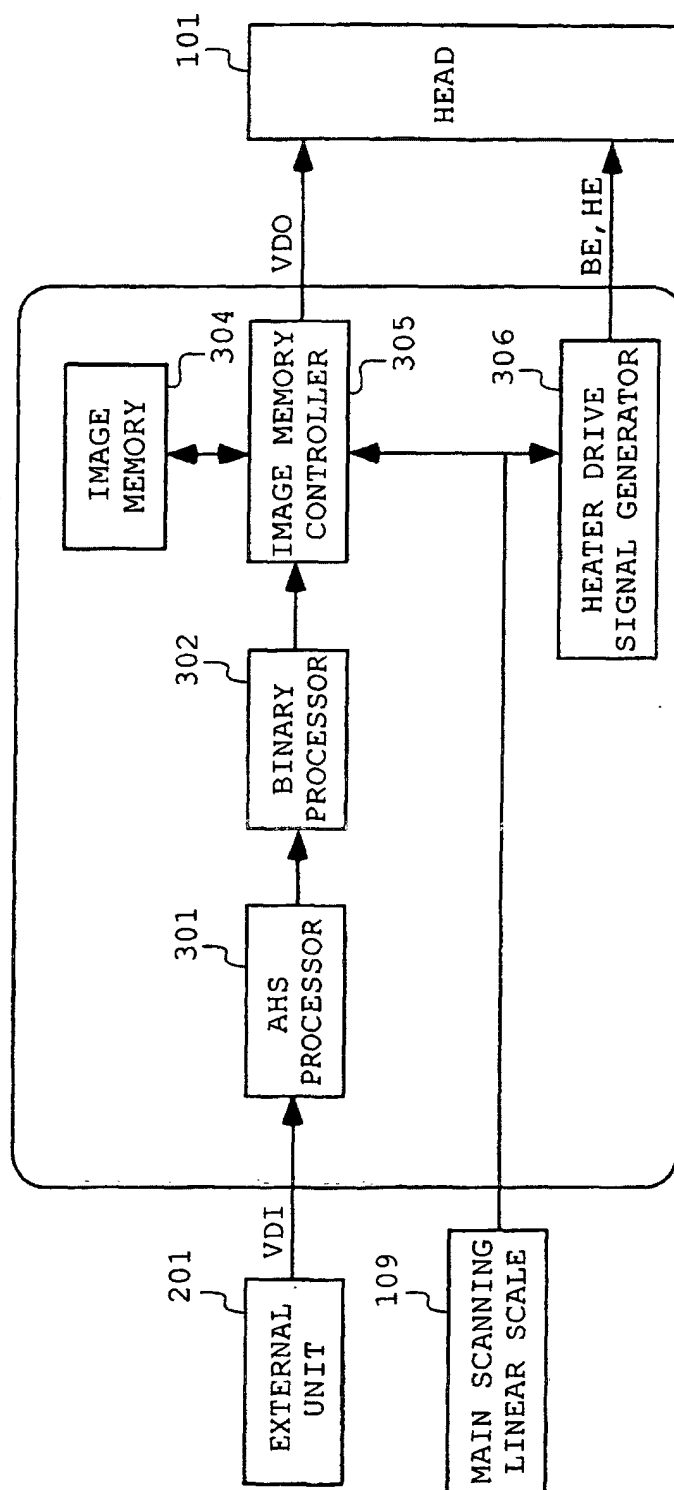 201
EXTERNAL
UNIT
VDI
109
MAIN SCANNING
LINEAR SCALE
301
AHS
PROCESSOR
302
BINARY
PROCESSOR
IMAGE
MEMORY
304
IMAGE MEMORY
CONTROLLER
305
306
HEATER DRIVE
SIGNAL GENERATOR
VDO
BE, HE
101
HEAD